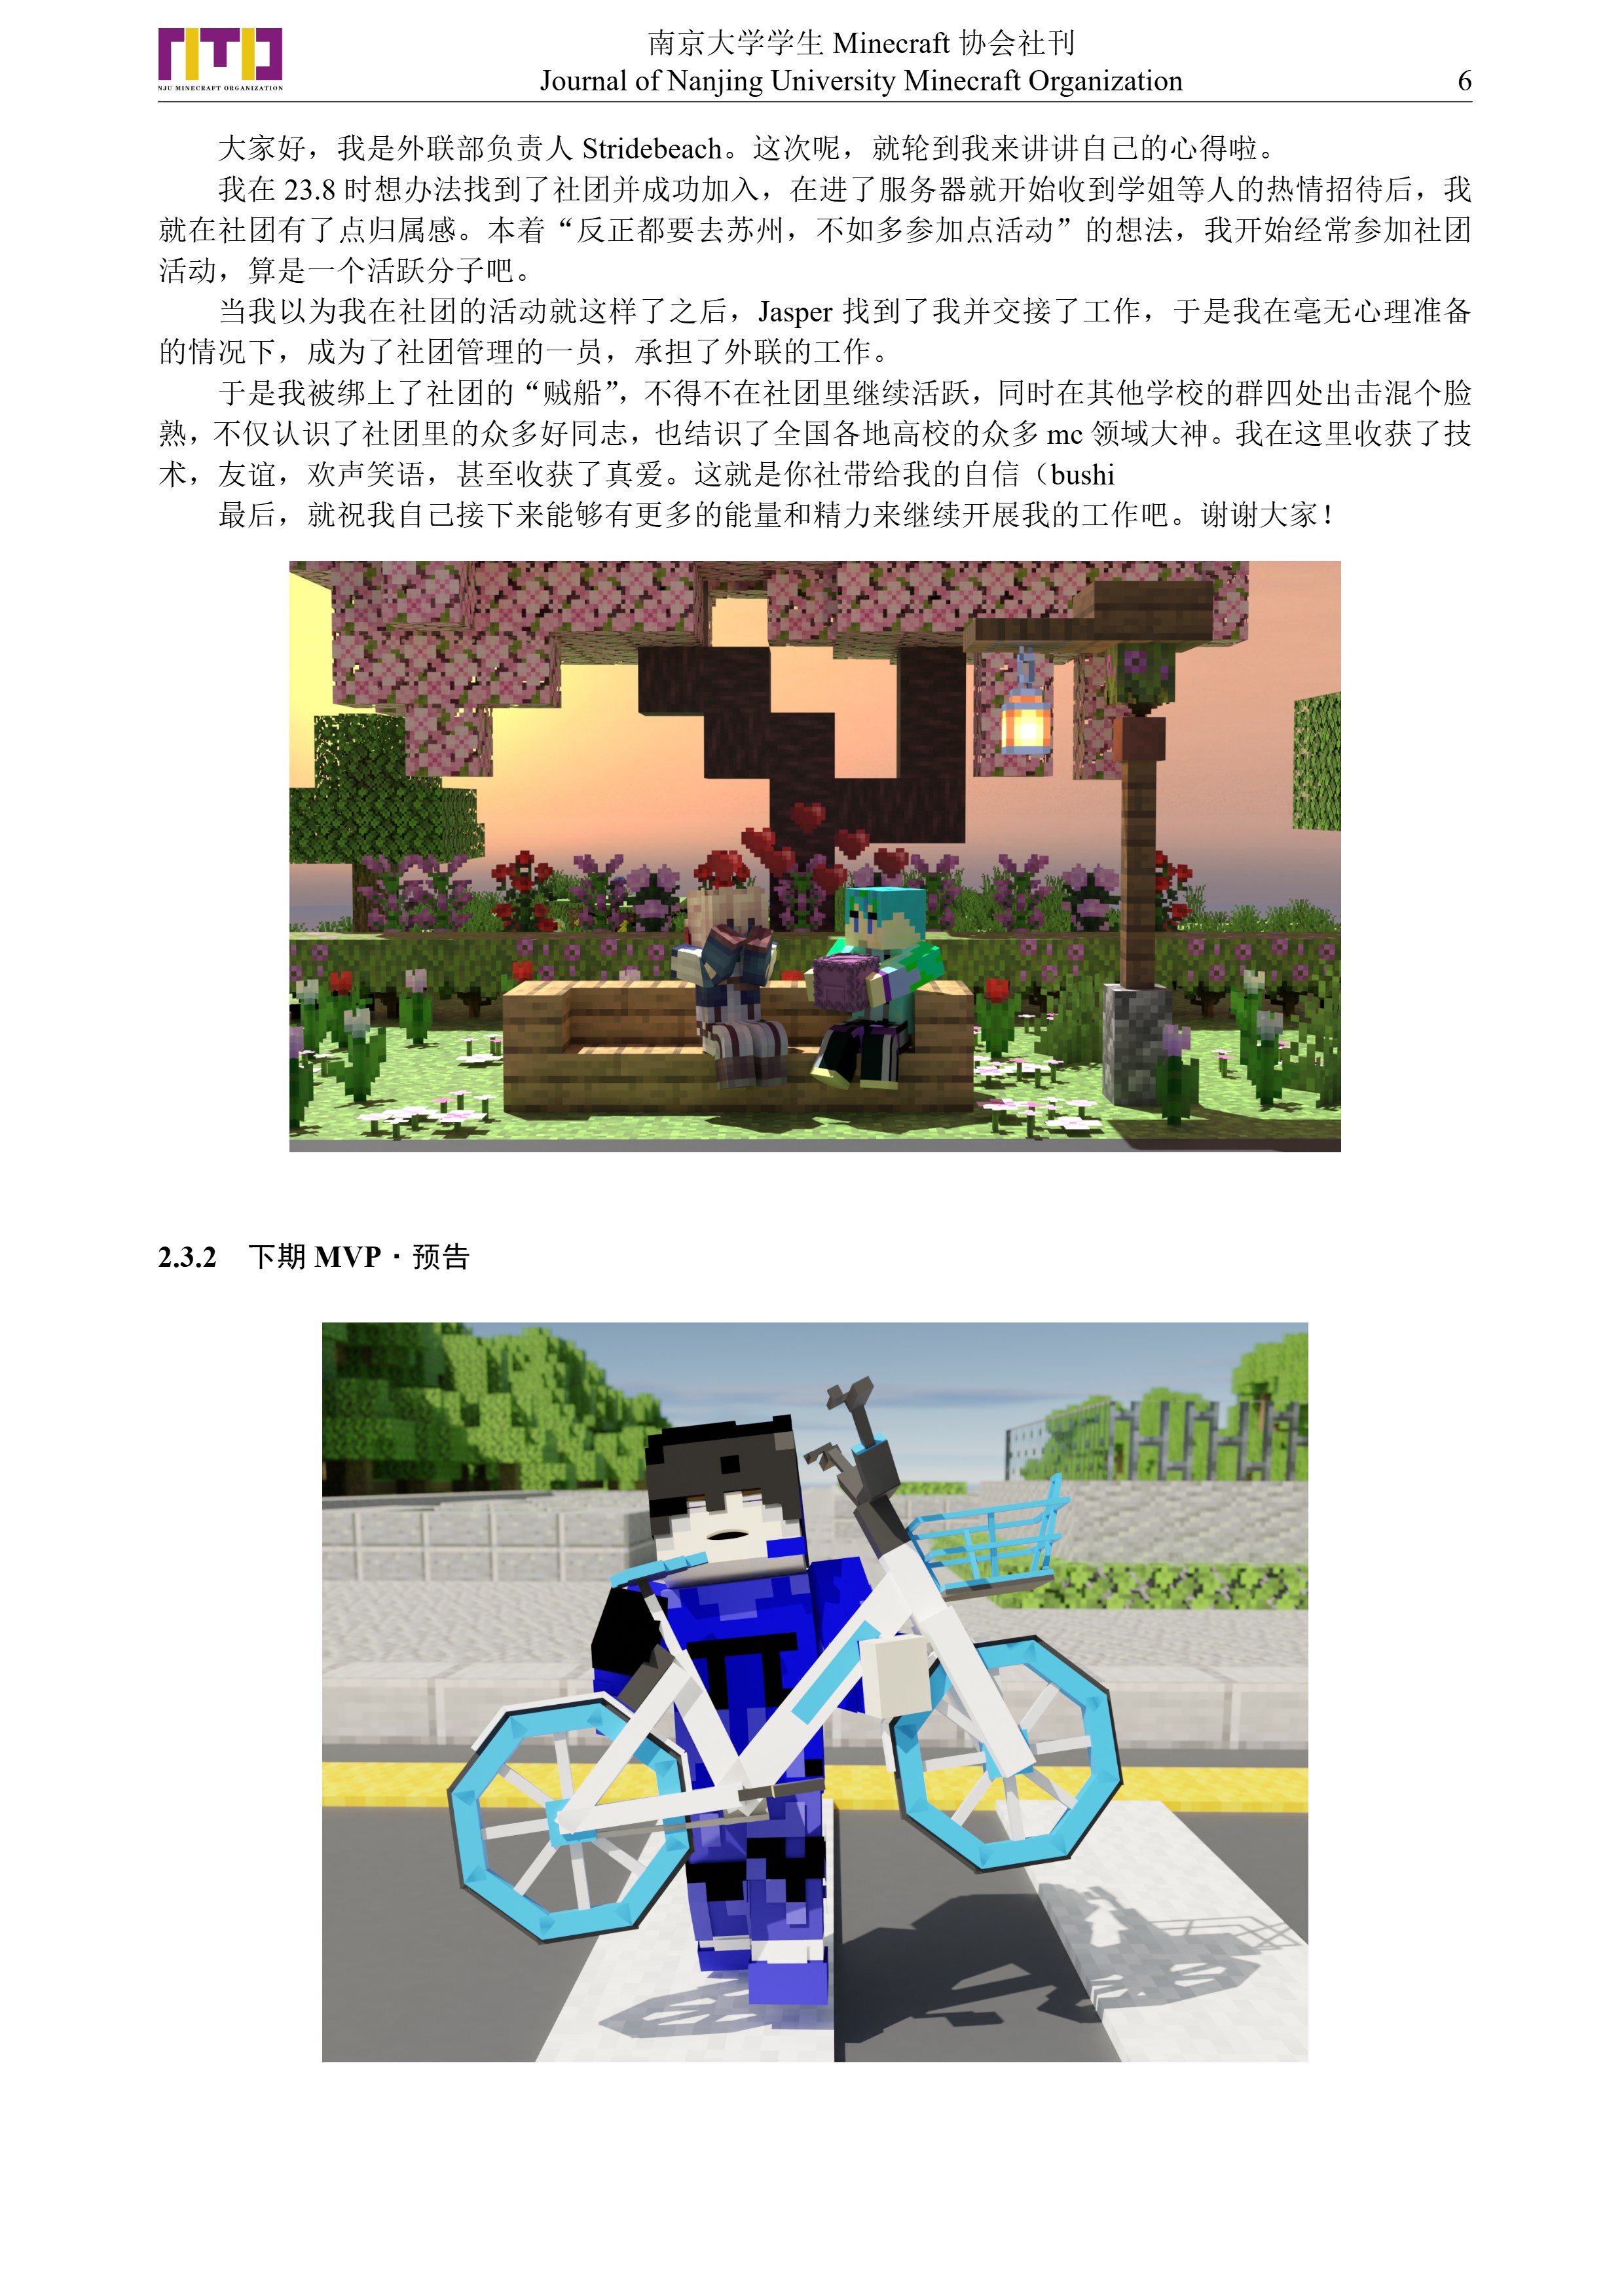 南京大学学生 Minecraft 协会社刊
NJU MINECRAFT ORGANIZATION
Journal of Nanjing University Minecraft Organization
6
大家好，我是外联部负责人 Stridebeach。这次呢，就轮到我来讲讲自己的心得啦。
我在 23.8 时想办法找到了社团并成功加入，在进了服务器就开始收到学姐等人的热情招待后，我
就在社团有了点归属感。本着“反正都要去苏州，不如多参加点活动”的想法，我开始经常参加社团
活动，算是一个活跃分子吧。
当我以为我在社团的活动就这样了之后，Jasper 找到了我并交接了工作，于是我在毫无心理准备
的情况下，成为了社团管理的一员，承担了外联的工作。
于是我被绑上了社团的“贼船”，不得不在社团里继续活跃，同时在其他学校的群四处出击混个脸
熟，不仅认识了社团里的众多好同志，也结识了全国各地高校的众多 mc 领域大神。我在这里收获了技
术，友谊，欢声笑语，甚至收获了真爱。这就是你社带给我的自信（bushi
最后，就祝我自己接下来能够有更多的能量和精力来继续开展我的工作吧。谢谢大家！
2.3.2 下期 MVP · 预告